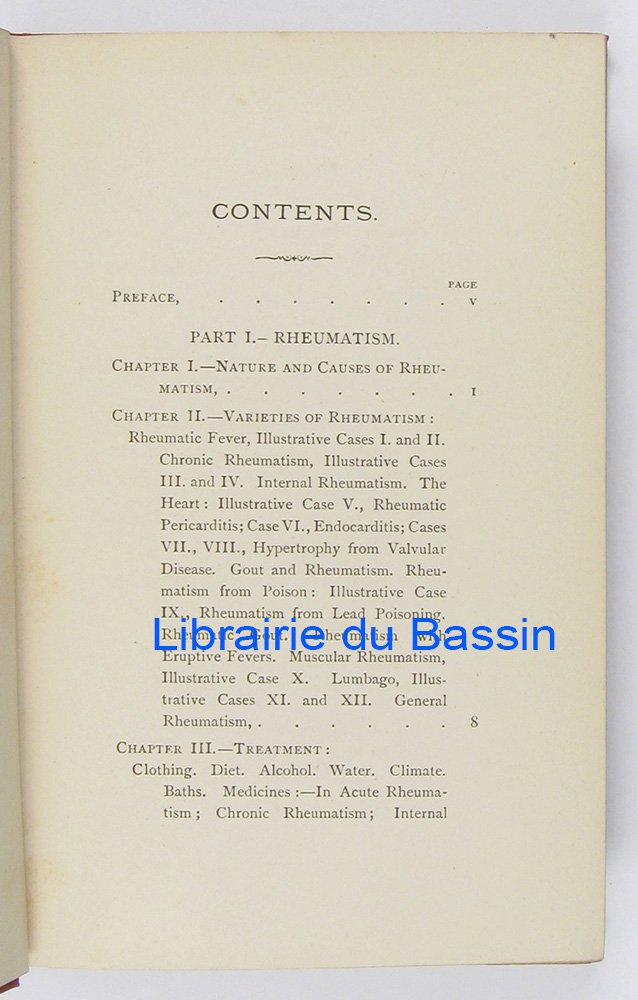 CONTENTS.
PAGE
PREFACE, . . . . . . . v
PART I.—RHEUMATISM.
CHAPTER I.—NATURE AND CAUSES OF RHEU-
MATISM, . . . . . . . 1
CHAPTER II.—VARIETIES OF RHEUMATISM :
Rheumatic Fever, Illustrative Cases I. and II.
Chronic Rheumatism, Illustrative Cases
III. and IV. Internal Rheumatism. The
Heart : Illustrative Case V., Rheumatic
Pericarditis; Case VI., Endocarditis; Cases
VII., VIII., Hypertrophy from Valvular
Disease. Gout and Rheumatism. Rheu-
matism from Poison : Illustrative Case
IX., Rheumatism from Lead Poisoning.
Rheumatic Gout. Rheumatism with
Librairie du Bassin
Eruptive Fevers. Muscular Rheumatism,
Illustrative Case X. Lumbago, Illus-
trative Cases XI. and XII. General
Rheumatism, . . . . . . 8
CHAPTER III.—TREATMENT :
Clothing. Diet. Alcohol. Water. Climate.
Baths. Medicines :—In Acute Rheuma-
tism ; Chronic Rheumatism; Internal